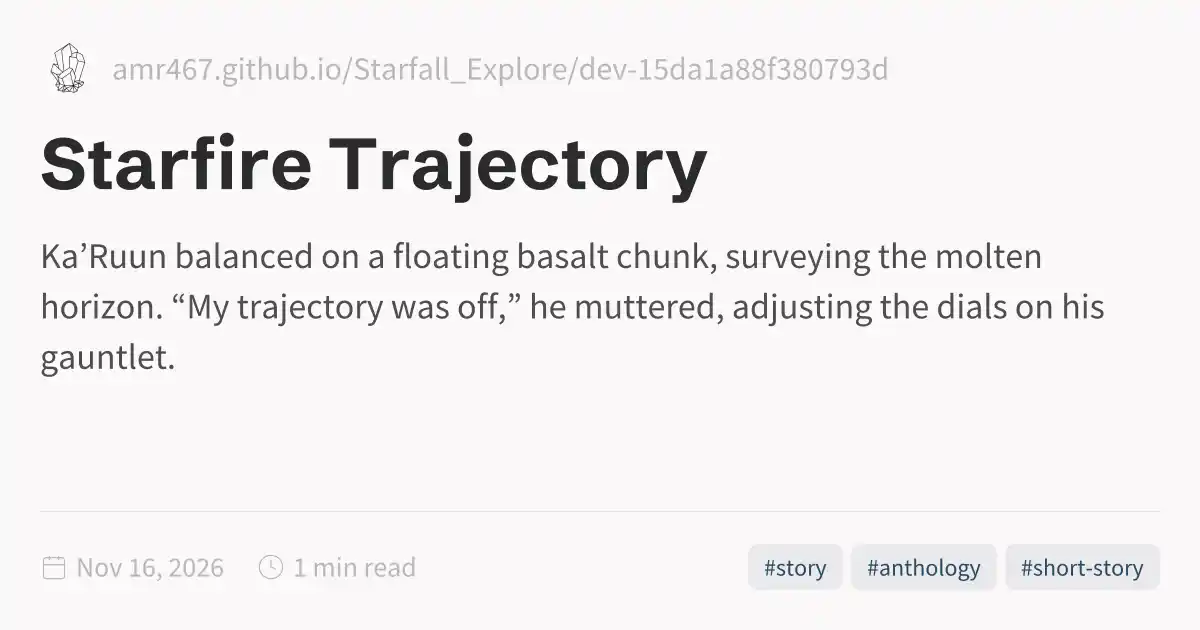 amr467.github.io/Starfall_Explore/dev-15da1a88f380793d
Starfire Trajectory
Ka’Ruun balanced on a floating basalt chunk, surveying the molten
horizon. “My trajectory was off,” he muttered, adjusting the dials on his
gauntlet.
Nov 16, 2026 1 min read #story #anthology #short-story